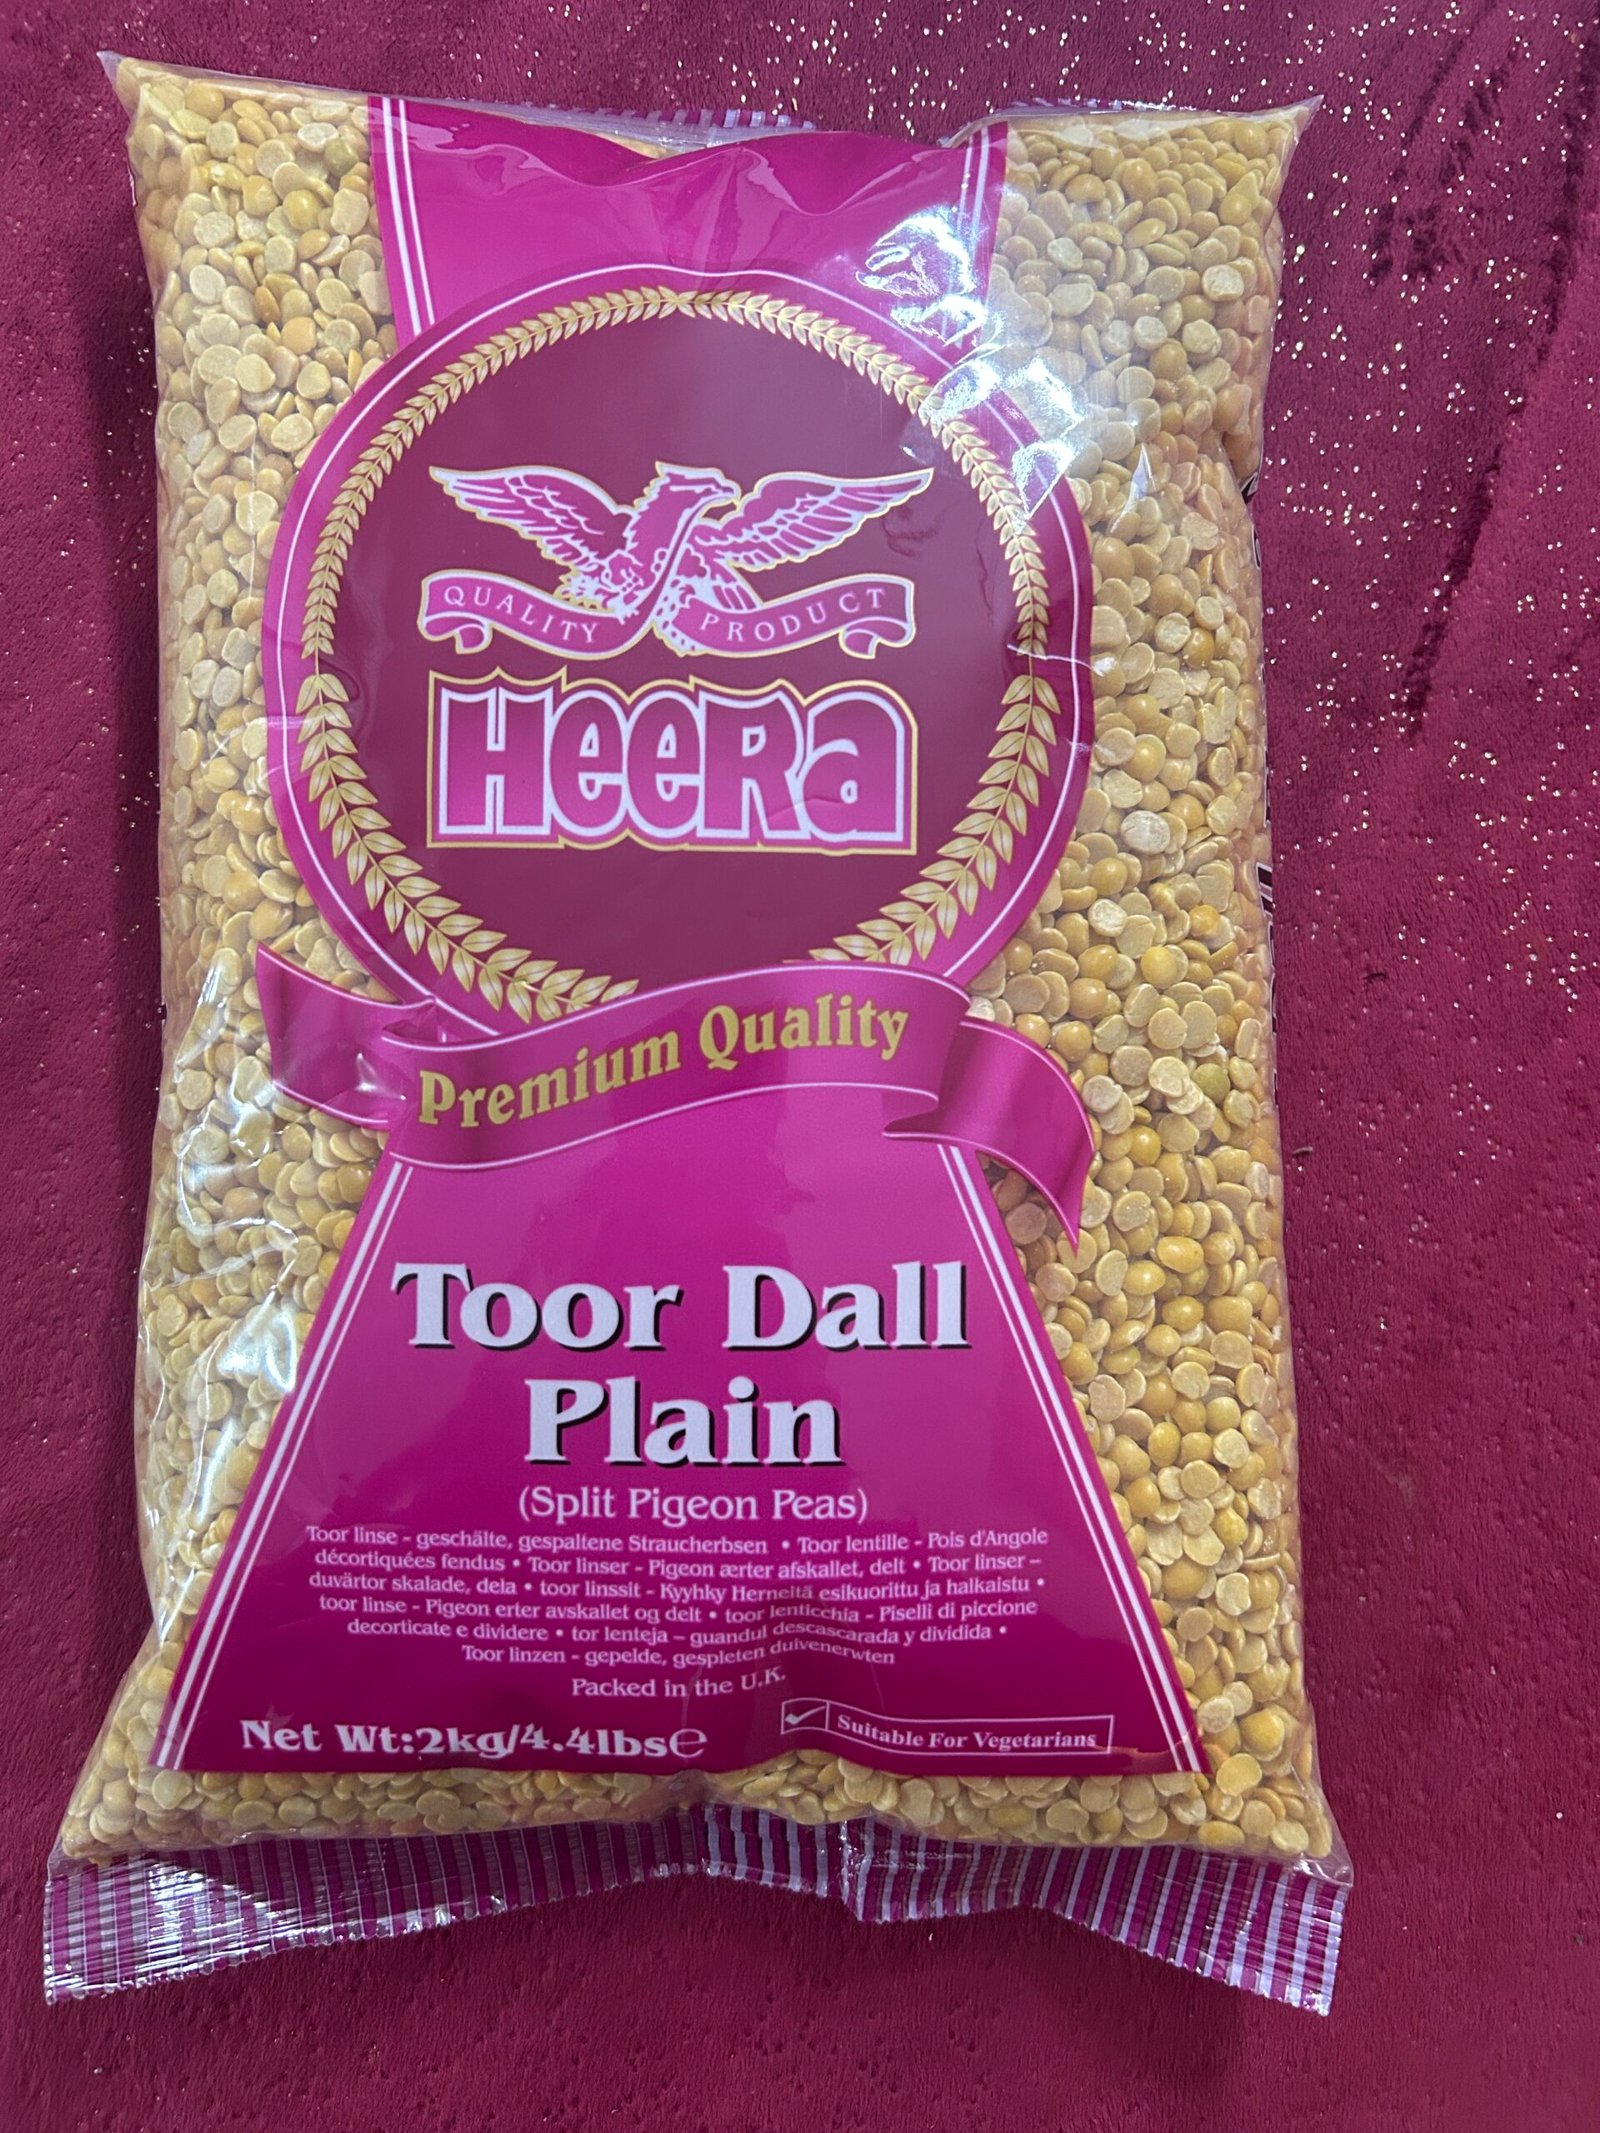 QUALITY PRODUCT
HEERA
Premium Quality
Toor Dall
Plain
(Split Pigeon Peas)
Toor linse - geschälte, gespaltene Straucherbsen • Toor lentille - Pois d'Angole
décortiquées fendus • Toor linser - Pigeon ærter afskallet, delt • Toor linser –
duvärtor skalade, dela • toor linssit - Kyyhky Herneitä esikuorittu ja halkaistu •
toor linse - Pigeon erter avskallet og delt • toor lenticchia - Piselli di piccione
decorticate e dividere • tor lenteja – guandul descascarada y dividida •
Toor linzen - gepelde, gespleten duivenerwten
Packed in the U.K.
Net Wt:2kg/4.4lbs℮
Suitable For Vegetarians